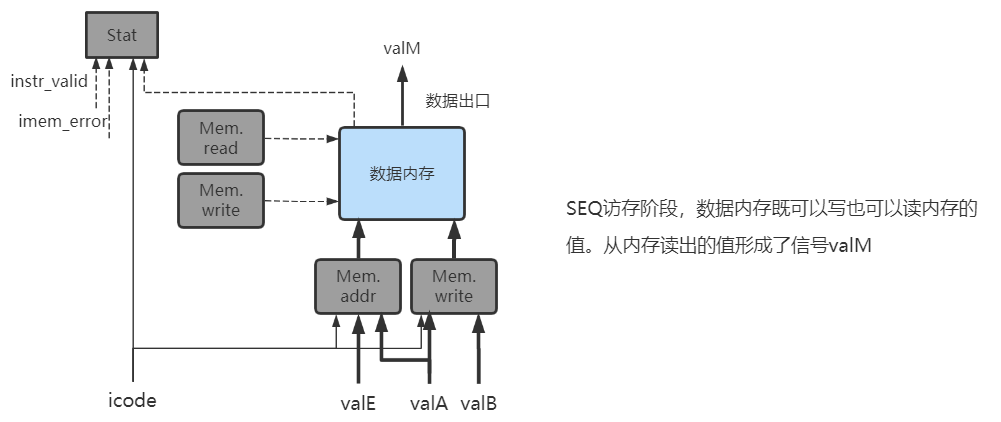 Stat
valM
instr_valid
数据出口
imem_error
Mem.
read
数据内存
Mem.
write
SEQ访存阶段，数据内存既可以写也可以读内存的
值。从内存读出的值形成了信号valM
Mem.
addr
Mem.
write
icode
valE
valA
valB